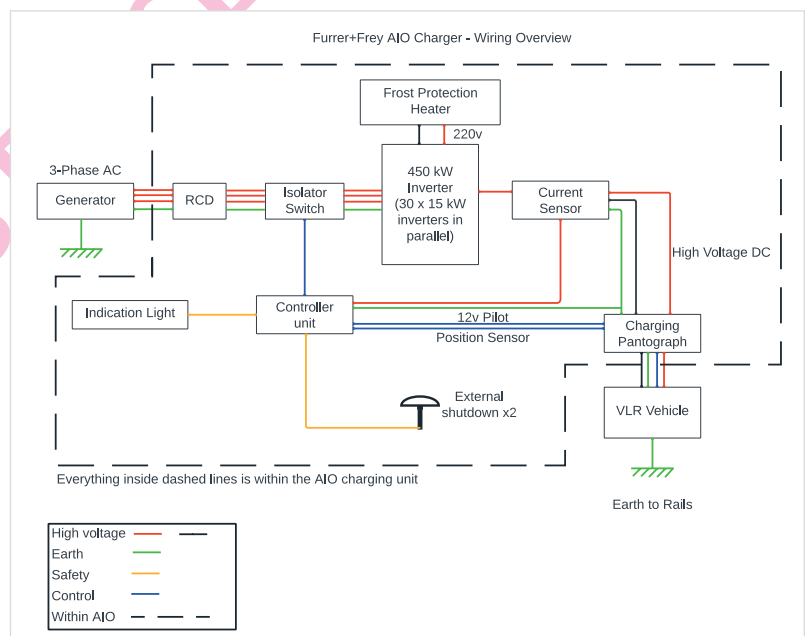 Furrer+Frey AIO Charger - Wiring Overview
Frost Protection
Heater
220v
3-Phase AC
Generator
RCD
Isolator
Switch
450 kW
Inverter
(30 x 15 kW
inverters in
parallel)
Current
Sensor
High Voltage DC
Indication Light
Controller
unit
12v Pilot
Position Sensor
Charging
Pantograph
External
shutdown x2
VLR Vehicle
Everything inside dashed lines is within the AIO charging unit
Earth to Rails
High voltage
Earth
Safety
Control
Within AIO